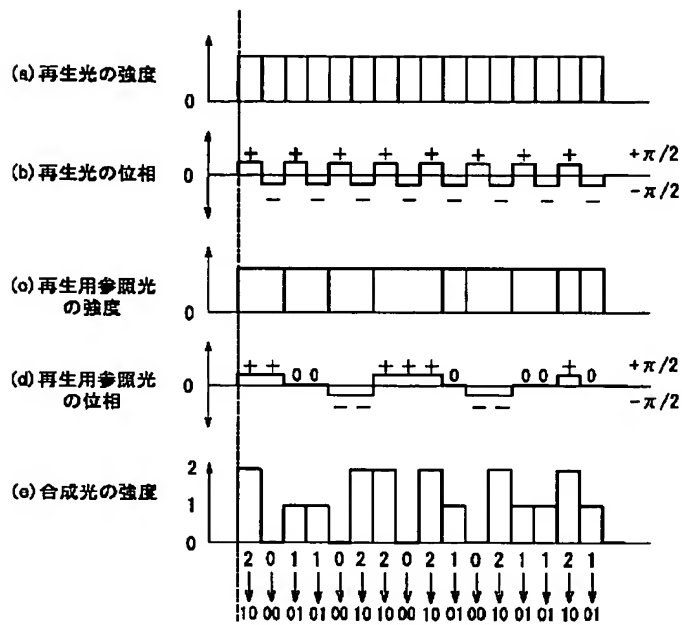 (a)再生光の強度
0
+ + + + + + + +
+π/2
(b)再生光の位相
0
-π/2
− − − − − − − −
(c)再生用参照光
の強度
0
+ + 0 0 + + + 0 0 0 + 0
+π/2
(d)再生用参照光
の位相
0
-π/2
− − − −
(e)合成光の強度
2
1
0
2 0 1 1 0 2 2 0 2 1 0 2 1 1 2 1
10 00 01 01 00 10 10 00 10 01 00 10 01 01 10 01